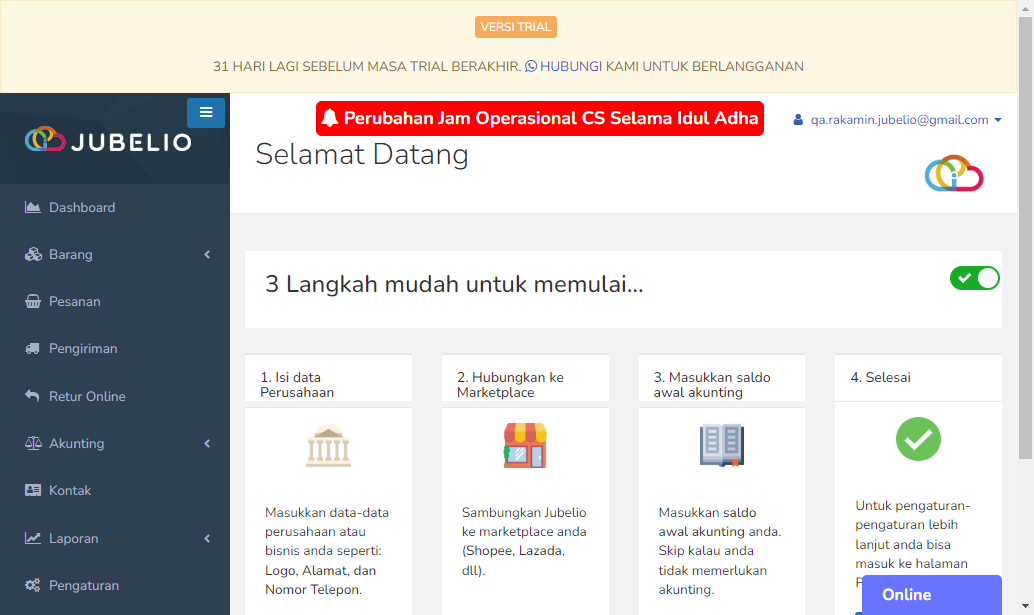 VERSI TRIAL
31 HARI LAGI SEBELUM MASA TRIAL BERAKHIR. HUBUNGI KAMI UNTUK BERLANGGANAN
JUBELIO
Perubahan Jam Operasional CS Selama Idul Adha
qa.rakamin.jubelio@gmail.com
Selamat Datang
Dashboard
Barang
Pesanan
Pengiriman
Retur Online
Akunting
Kontak
Laporan
Pengaturan
3 Langkah mudah untuk memulai...
1. Isi data
Perusahaan
Masukkan data-data
perusahaan atau
bisnis anda seperti:
Logo, Alamat, dan
Nomor Telepon.
2. Hubungkan ke
Marketplace
Sambungkan Jubelio
ke marketplace anda
(Shopee, Lazada,
dll).
3. Masukkan saldo
awal akunting
Masukkan saldo
awal akunting anda.
Skip kalau anda
tidak memerlukan
akunting.
4. Selesai
Untuk pengaturan-
pengaturan lebih
lanjut anda bisa
masuk ke halaman
Online